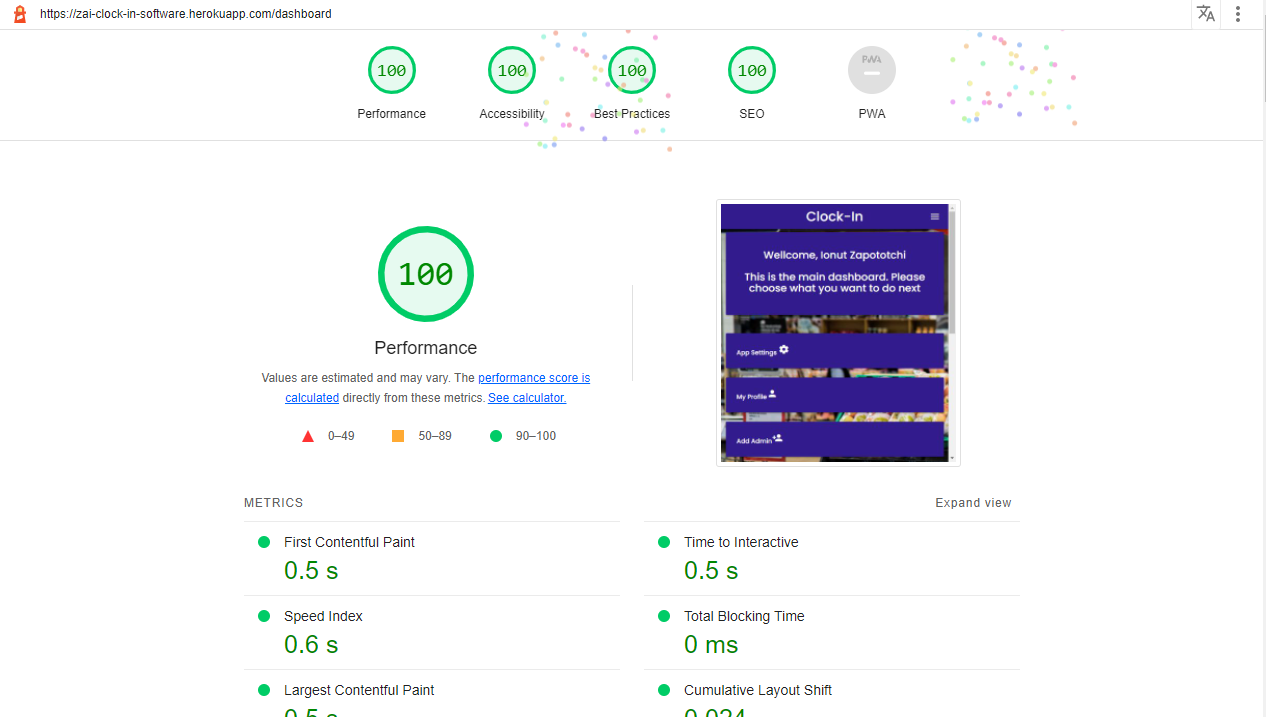 https://zai-clock-in-software.herokuapp.com/dashboard
100 100 100 100 PWA
Performance Accessibility Best Practices SEO PWA
100
Performance
Values are estimated and may vary. The performance score is
calculated directly from these metrics. See calculator.
0–49 50–89 90–100
Clock-In
Wellcome, Ionut Zapototchi
This is the main dashboard. Please
choose what you want to do next
App Settings
My Profile
Add Admin
METRICS Expand view
First Contentful Paint Time to Interactive
0.5 s 0.5 s
Speed Index Total Blocking Time
0.6 s 0 ms
Largest Contentful Paint Cumulative Layout Shift
0.5 s 0.024